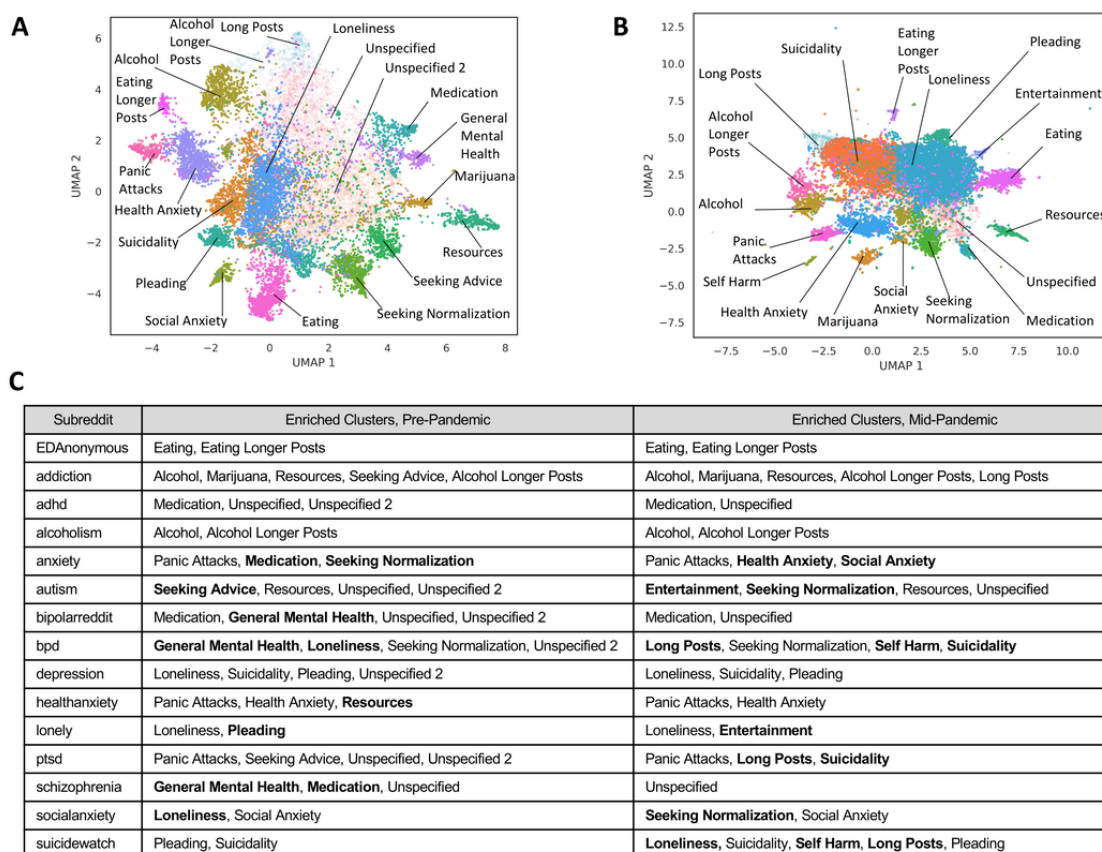 A
Alcohol
Longer
Posts
Long Posts
Loneliness
Unspecified
Unspecified 2
Alcohol
Eating
Longer
Posts
Medication
General
Mental
Health
Panic
Attacks
Marijuana
Health Anxiety
Suicidality
Resources
Pleading
Seeking Advice
Social Anxiety
Eating
Seeking Normalization
UMAP 2
6
4
2
0
−2
−4
−4
−2
0
2
4
6
8
UMAP 1
B
Suicidality
Eating
Longer
Posts
Pleading
Long Posts
Loneliness
Entertainment
Alcohol
Longer
Posts
Eating
Alcohol
Resources
Panic
Attacks
Self Harm
Health Anxiety
Marijuana
Social
Anxiety
Seeking
Normalization
Unspecified
Medication
UMAP 2
12.5
10.0
7.5
5.0
2.5
0.0
−2.5
−5.0
−7.5
−7.5
−5.0
−2.5
0.0
2.5
5.0
7.5
10.0
UMAP 1
C
Subreddit Enriched Clusters, Pre-Pandemic Enriched Clusters, Mid-Pandemic
EDAnonymous Eating, Eating Longer Posts Eating, Eating Longer Posts
addiction Alcohol, Marijuana, Resources, Seeking Advice, Alcohol Longer Posts Alcohol, Marijuana, Resources, Alcohol Longer Posts, Long Posts
adhd Medication, Unspecified, Unspecified 2 Medication, Unspecified
alcoholism Alcohol, Alcohol Longer Posts Alcohol, Alcohol Longer Posts
anxiety Panic Attacks, Medication, Seeking Normalization Panic Attacks, Health Anxiety, Social Anxiety
autism Seeking Advice, Resources, Unspecified, Unspecified 2 Entertainment, Seeking Normalization, Resources, Unspecified
bipolarreddit Medication, General Mental Health, Unspecified, Unspecified 2 Medication, Unspecified
bpd General Mental Health, Loneliness, Seeking Normalization, Unspecified 2 Long Posts, Seeking Normalization, Self Harm, Suicidality
depression Loneliness, Suicidality, Pleading, Unspecified 2 Loneliness, Suicidality, Pleading
healthanxiety Panic Attacks, Health Anxiety, Resources Panic Attacks, Health Anxiety
lonely Loneliness, Pleading Loneliness, Entertainment
ptsd Panic Attacks, Seeking Advice, Unspecified, Unspecified 2 Panic Attacks, Long Posts, Suicidality
schizophrenia General Mental Health, Medication, Unspecified Unspecified
socialanxiety Loneliness, Social Anxiety Seeking Normalization, Social Anxiety
suicidewatch Pleading, Suicidality Loneliness, Suicidality, Self Harm, Long Posts, Pleading